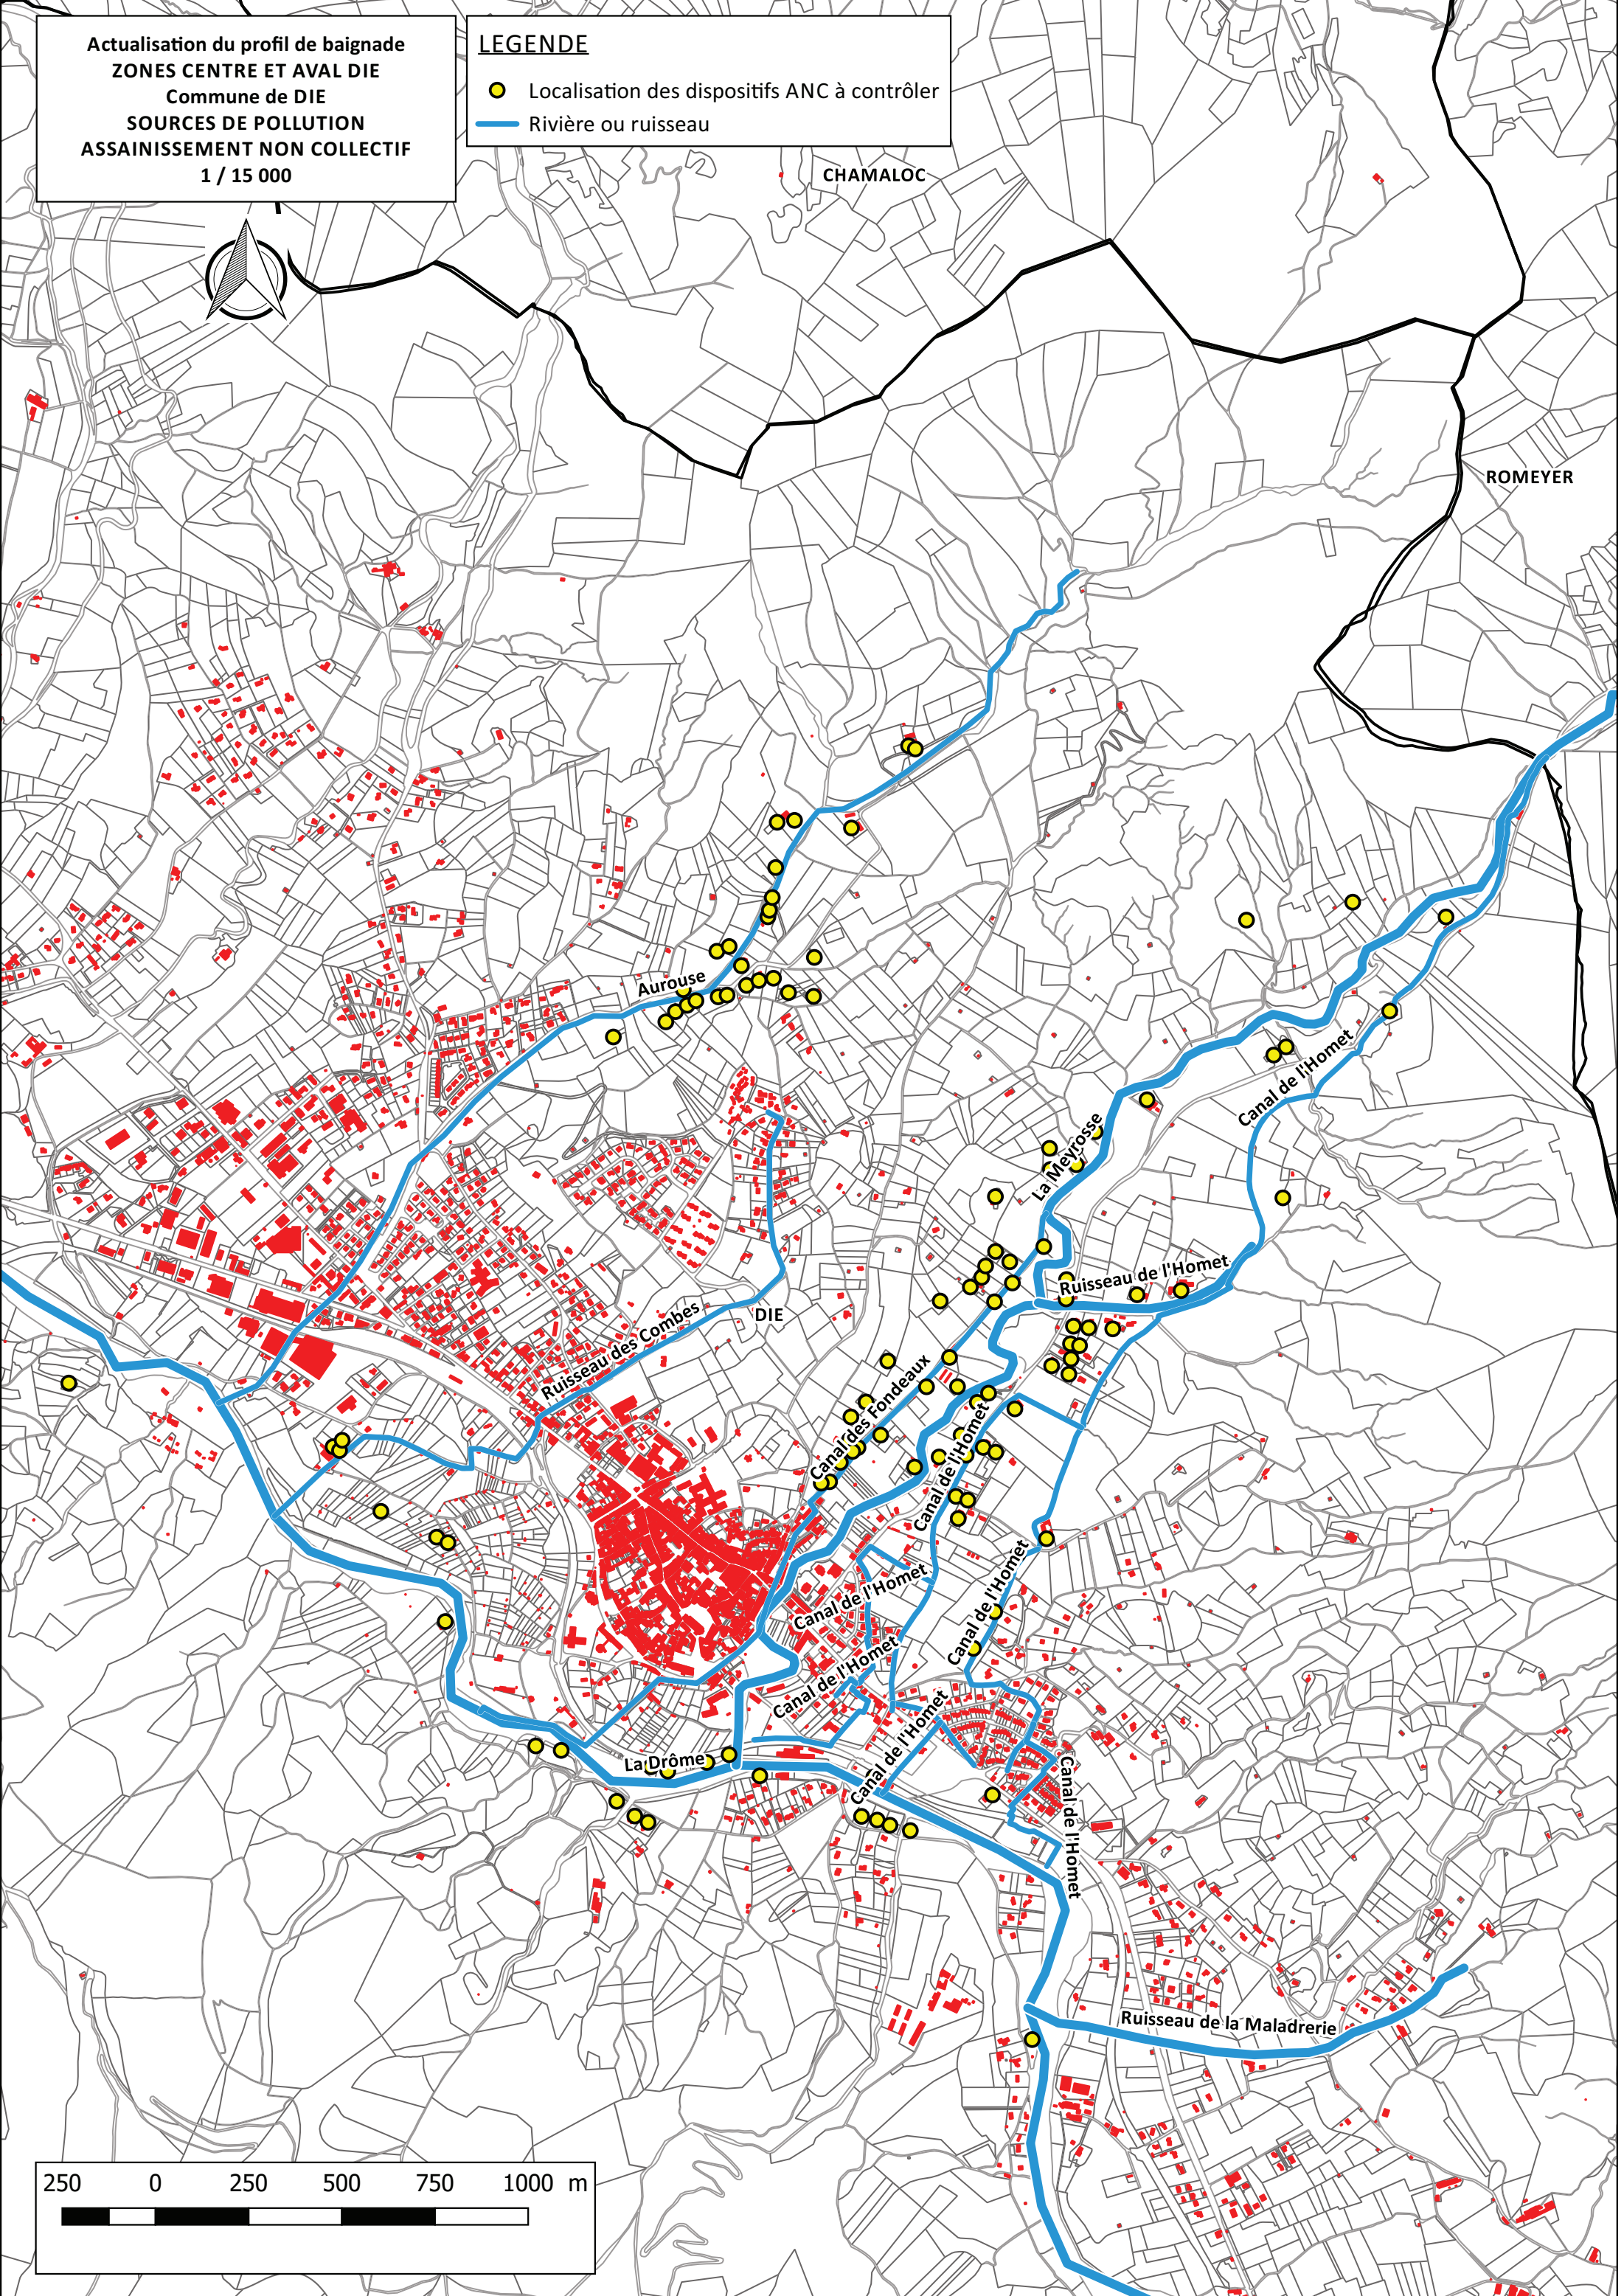 Actualisation du profil de baignade
ZONES CENTRE ET AVAL DIE
Commune de DIE
SOURCES DE POLLUTION
ASSAINISSEMENT NON COLLECTIF
1 / 15 000
LEGENDE
Localisation des dispositifs ANC à contrôler
Rivière ou ruisseau
CHAMALOC
ROMEYER
Aurouse
Canal de l'Homet
La Meyrosse
Ruisseau de l'Homet
DIE
Ruisseau des Combes
Canal des Fondeaux
Canal de l'Homet
Canal de l'Homet
Canal de l'Homet
Canal de l'Homet
Canal de l'Homet
La Drôme
Canal de l'Homet
Ruisseau de la Maladrerie
250 0 250 500 750 1000 m